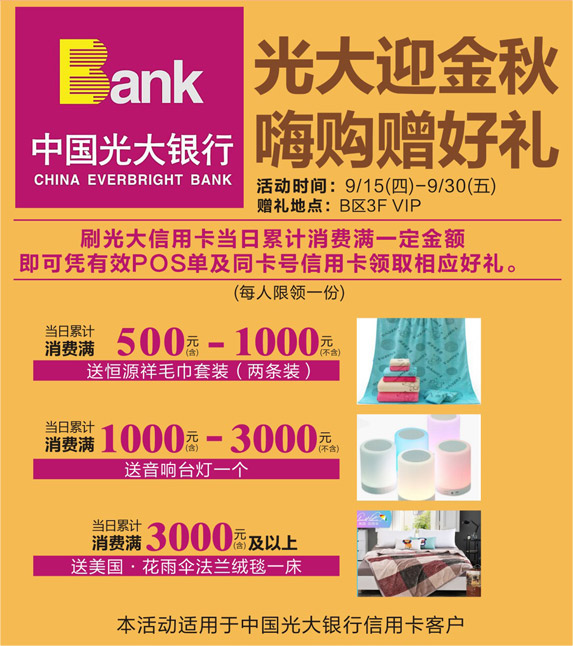 Bank
中国光大银行
CHINA EVERBRIGHT BANK
光大迎金秋
嗨购赠好礼
活动时间：9/15(四)-9/30(五)
赠礼地点：B区3F VIP
刷光大信用卡当日累计消费满一定金额
即可凭有效POS单及同卡号信用卡领取相应好礼。
(每人限领一份)
当日累计
消费满 500元(含) - 1000元(不含)
送恒源祥毛巾套装（两条装）
当日累计
消费满 1000元(含) - 3000元(不含)
送音响台灯一个
当日累计
消费满 3000元(含) 及以上
送美国·花雨伞法兰绒毯一床
本活动适用于中国光大银行信用卡客户